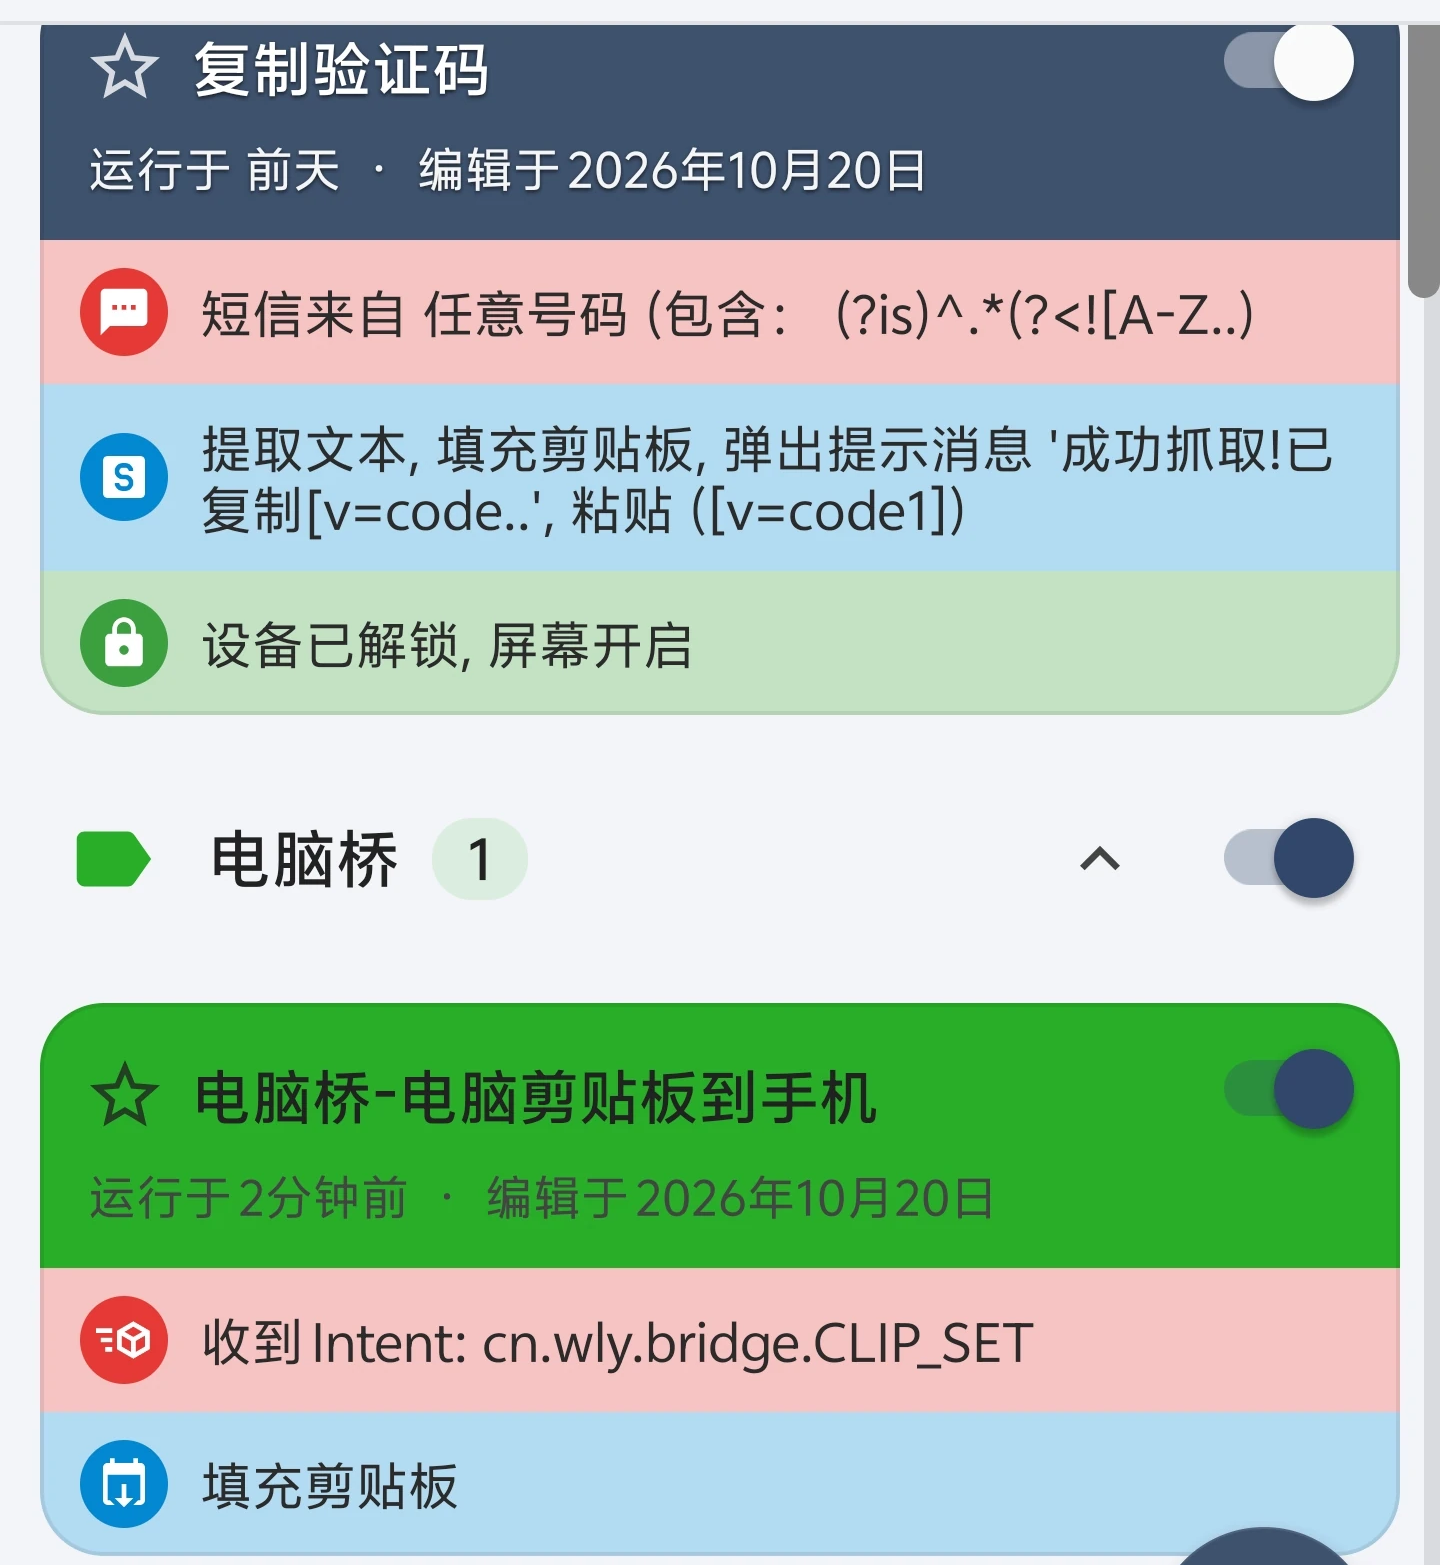 复制验证码
运行于 前天 · 编辑于2026年10月20日
短信来自 任意号码 (包含： (?is)^.*(?<![A-Z..)
提取文本, 填充剪贴板, 弹出提示消息 '成功抓取!已
复制[v=code..', 粘贴 ([v=code1])
设备已解锁, 屏幕开启
电脑桥 1
电脑桥-电脑剪贴板到手机
运行于2分钟前 · 编辑于2026年10月20日
收到Intent: cn.wly.bridge.CLIP_SET
填充剪贴板